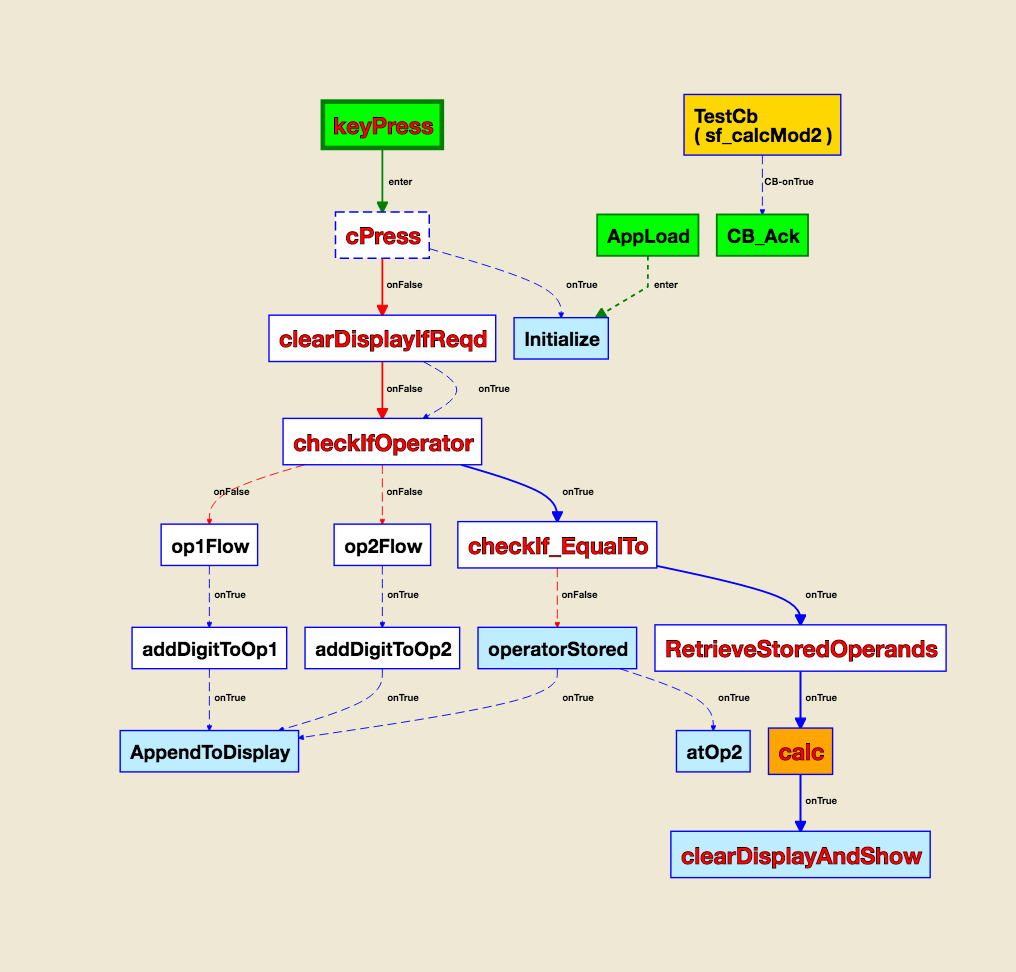 keyPress
TestCb
( sf_calcMod2 )
enter
CB-onTrue
cPress
AppLoad
CB_Ack
onFalse
onTrue
enter
clearDisplayIfReqd
Initialize
onFalse
onTrue
checkIfOperator
onFalse
onFalse
onTrue
op1Flow
op2Flow
checkIf_EqualTo
onTrue
onTrue
onFalse
onTrue
addDigitToOp1
addDigitToOp2
operatorStored
RetrieveStoredOperands
onTrue
onTrue
onTrue
onTrue
onTrue
AppendToDisplay
atOp2
calc
onTrue
clearDisplayAndShow